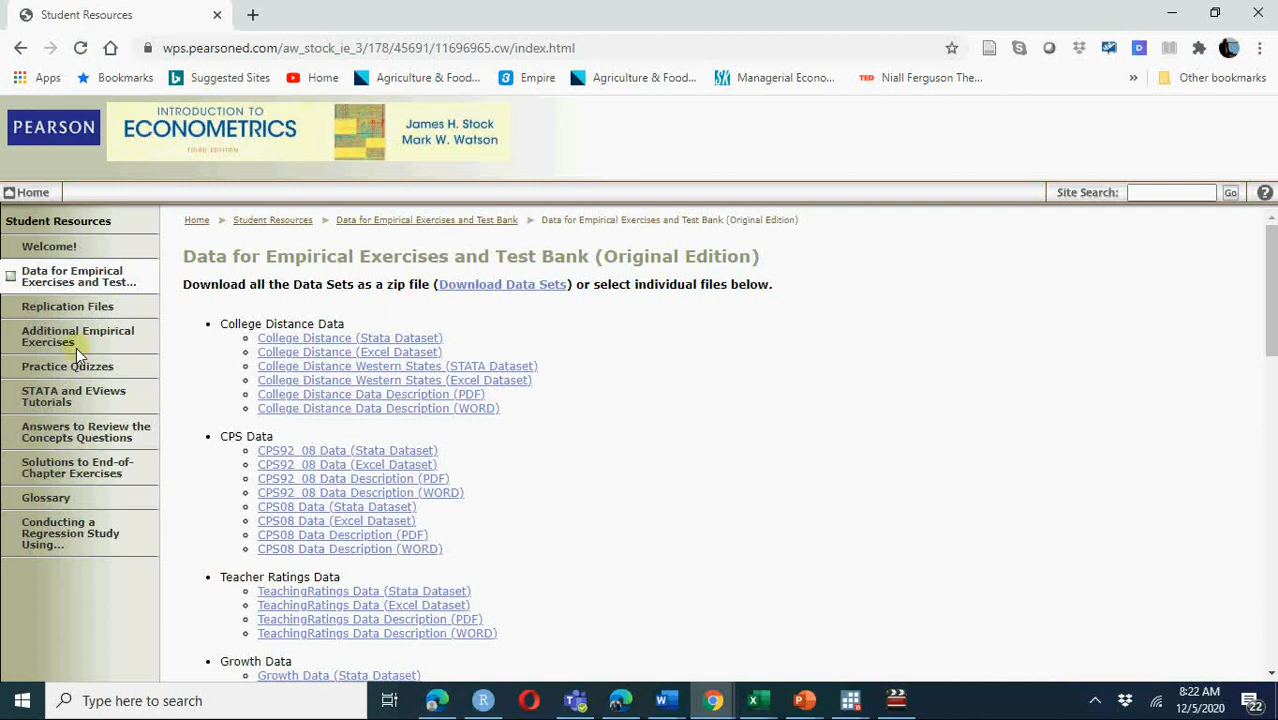 Student Resources
wps.pearsoned.com/aw_stock_ie_3/178/45691/11696965.cw/index.html
Apps
Bookmarks
Suggested Sites
Home
Agriculture & Food...
Empire
Agriculture & Food...
Managerial Econo...
TED
Niall Ferguson The...
»
Other bookmarks
PEARSON
INTRODUCTION TO
ECONOMETRICS
THIRD EDITION
James H. Stock
Mark W. Watson
Home
Site Search:
Go
?
Student Resources
Welcome!
Data for Empirical
Exercises and Test...
Replication Files
Additional Empirical
Exercises
Practice Quizzes
STATA and EViews
Tutorials
Answers to Review the
Concepts Questions
Solutions to End-of-
Chapter Exercises
Glossary
Conducting a
Regression Study
Using...
Home Student Resources Data for Empirical Exercises and Test Bank Data for Empirical Exercises and Test Bank (Original Edition)
Data for Empirical Exercises and Test Bank (Original Edition)
Download all the Data Sets as a zip file (Download Data Sets) or select individual files below.
College Distance Data
College Distance (Stata Dataset)
College Distance (Excel Dataset)
College Distance Western States (STATA Dataset)
College Distance Western States (Excel Dataset)
College Distance Data Description (PDF)
College Distance Data Description (WORD)
CPS Data
CPS92_08 Data (Stata Dataset)
CPS92_08 Data (Excel Dataset)
CPS92_08 Data Description (PDF)
CPS92_08 Data Description (WORD)
CPS08 Data (Stata Dataset)
CPS08 Data (Excel Dataset)
CPS08 Data Description (PDF)
CPS08 Data Description (WORD)
Teacher Ratings Data
TeachingRatings Data (Stata Dataset)
TeachingRatings Data (Excel Dataset)
TeachingRatings Data Description (PDF)
TeachingRatings Data Description (WORD)
Growth Data
Growth Data (Stata Dataset)
Type here to search
8:22 AM
12/5/2020
22